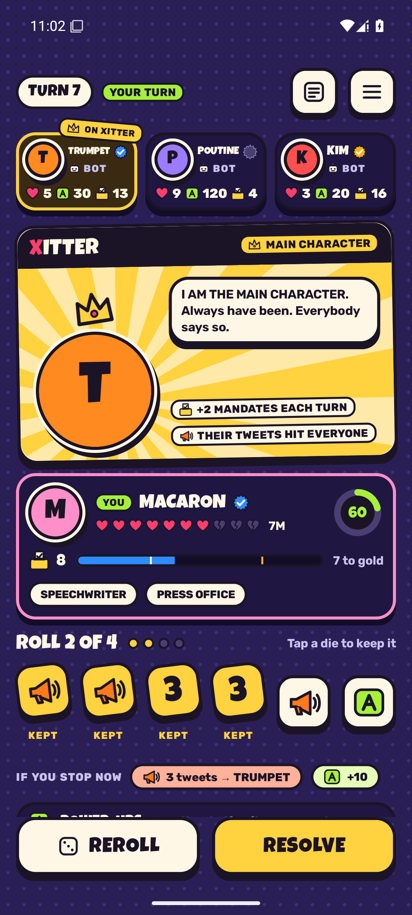 11:02
TURN 7
YOUR TURN
ON XITTER
T
TRUMPET
BOT
5 A 30 13
P
POUTINE
BOT
9 A 120 4
K
KIM
BOT
3 A 20 16
XITTER
MAIN CHARACTER
I AM THE MAIN CHARACTER.
Always have been. Everybody
says so.
T
+2 MANDATES EACH TURN
THEIR TWEETS HIT EVERYONE
M
YOU MACARON
7M
60
8
7 to gold
SPEECHWRITER
PRESS OFFICE
ROLL 2 OF 4
Tap a die to keep it
3 3 A
KEPT KEPT KEPT KEPT
IF YOU STOP NOW
3 tweets → TRUMPET
A +10
REROLL
RESOLVE